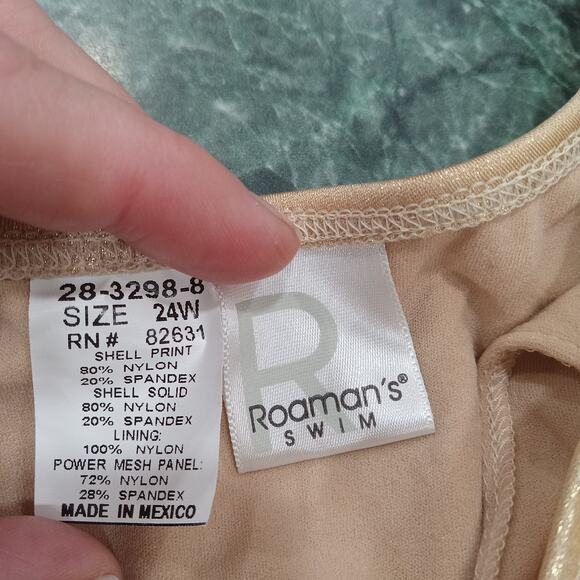 28-3298-8
SIZE 24W
RN # 82631
SHELL PRINT
80% NYLON
20% SPANDEX
SHELL SOLID
80% NYLON
20% SPANDEX
LINING:
100% NYLON
POWER MESH PANEL:
72% NYLON
28% SPANDEX
MADE IN MEXICO
R
Roaman's®
SWIM